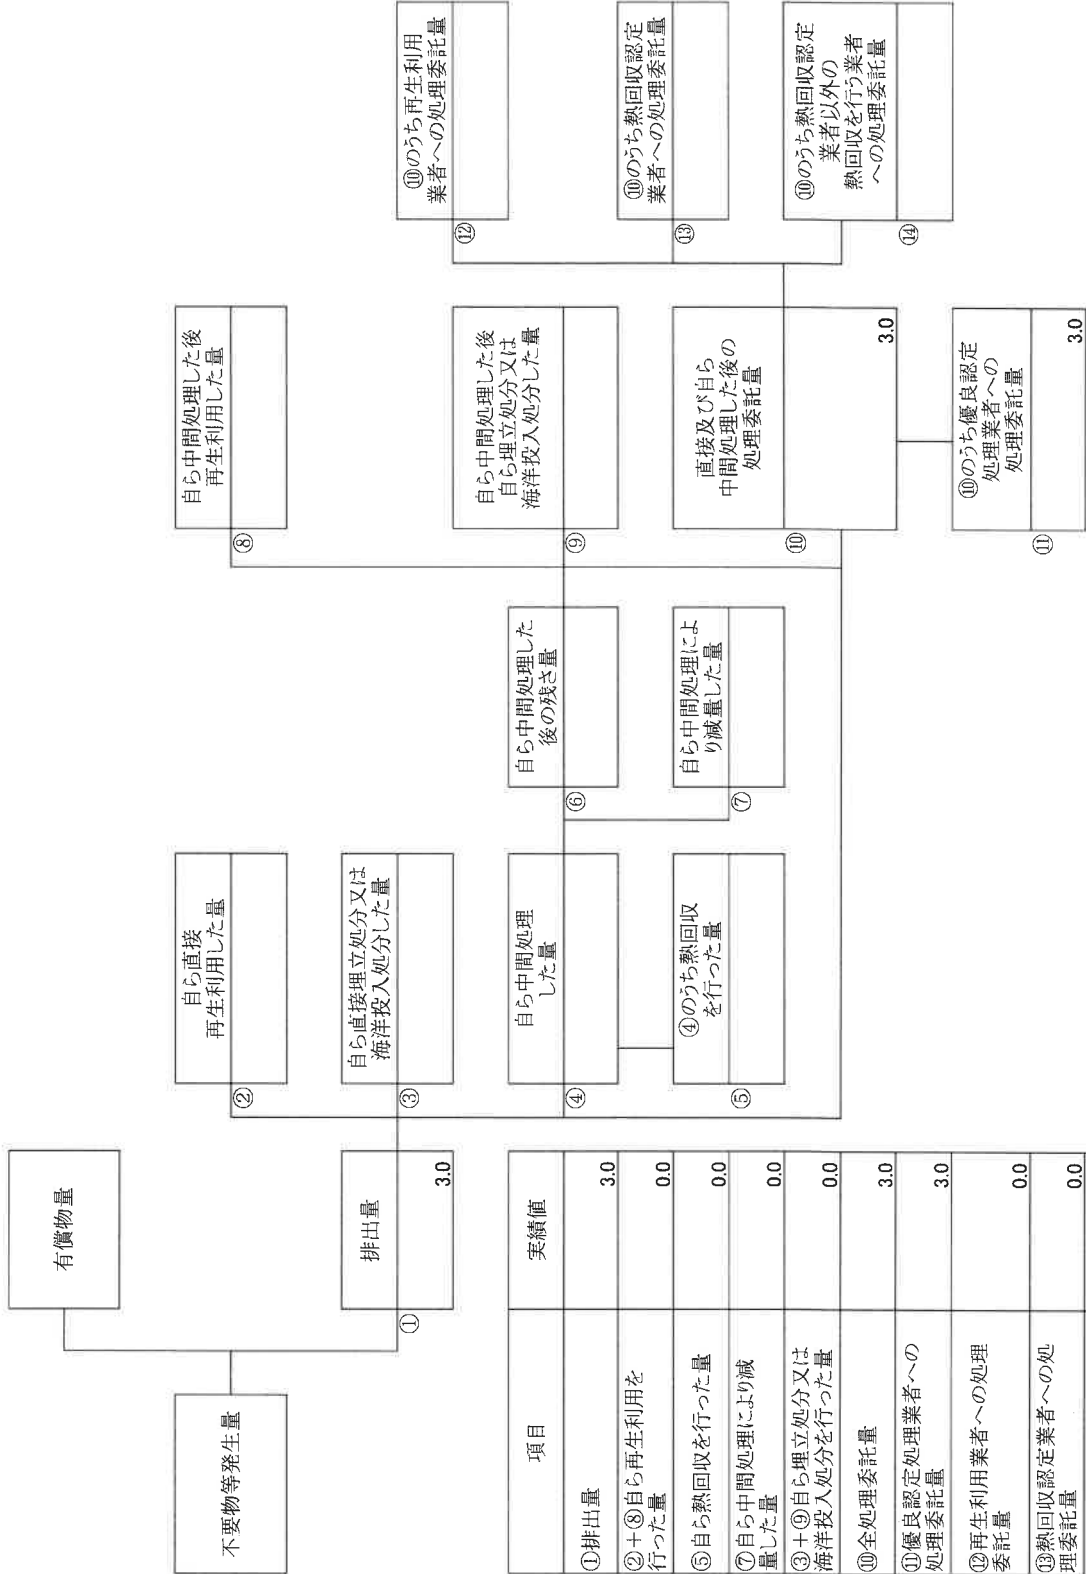 不要物等発生量
有償物量
排出量
①
3.0
自ら直接
再生利用した量
②
自ら直接埋立処分又は
海洋投入処分した量
③
自ら中間処理
した量
④
④のうち熱回収
を行った量
⑤
自ら中間処理した
後の残さ量
⑥
自ら中間処理によ
り減量した量
⑦
自ら中間処理した後
再生利用した量
⑧
自ら中間処理した後
自ら埋立処分又は
海洋投入処分した量
⑨
直接及び自ら
中間処理した後の
処理委託量
⑩
3.0
⑩のうち優良認定
処理業者への
処理委託量
⑪
3.0
⑩のうち再生利用
業者への処理委託量
⑫
⑩のうち熱回収認定
業者への処理委託量
⑬
⑩のうち熱回収認定
業者以外の
熱回収を行う業者
への処理委託量
⑭
項目 実績値
①排出量 3.0
②+⑧自ら再生利用を
行った量 0.0
⑤自ら熱回収を行った量 0.0
⑦自ら中間処理により減
量した量 0.0
③+⑨自ら埋立処分又は
海洋投入処分を行った量 0.0
⑩全処理委託量 3.0
⑪優良認定処理業者への
処理委託量 3.0
⑫再生利用業者への処理
委託量 0.0
⑬熱回収認定業者への処
理委託量 0.0